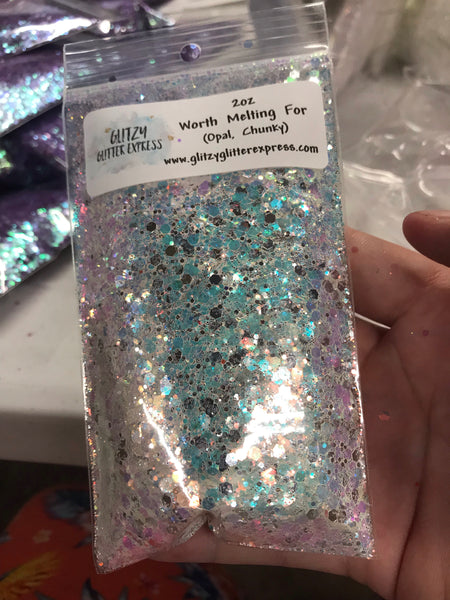 GLITZY
GLITTER EXPRESS
2oz
Worth Melting For
(Opal, Chunky)
www.glitzyglitterexpress.com